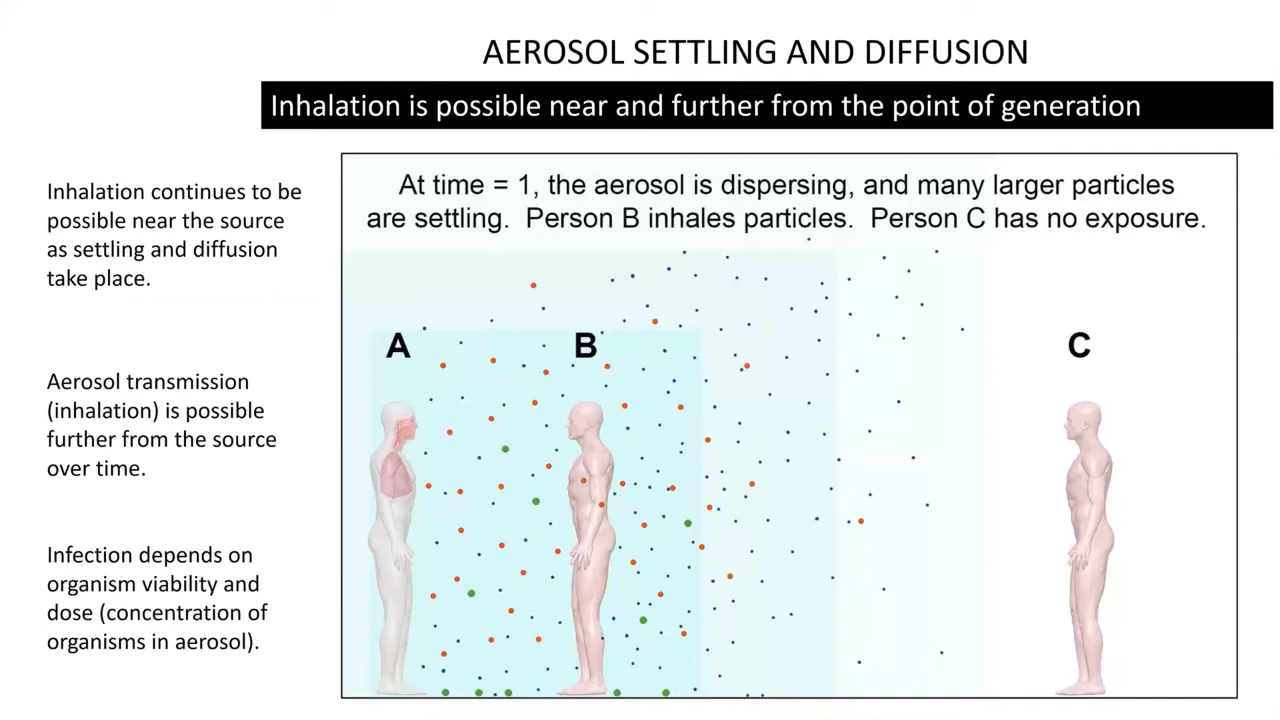 AEROSOL SETTLING AND DIFFUSION
Inhalation is possible near and further from the point of generation
Inhalation continues to be
possible near the source
as settling and diffusion
take place.
Aerosol transmission
(inhalation) is possible
further from the source
over time.
Infection depends on
organism viability and
dose (concentration of
organisms in aerosol).
At time = 1, the aerosol is dispersing, and many larger particles
are settling.  Person B inhales particles.  Person C has no exposure.
A
B
C